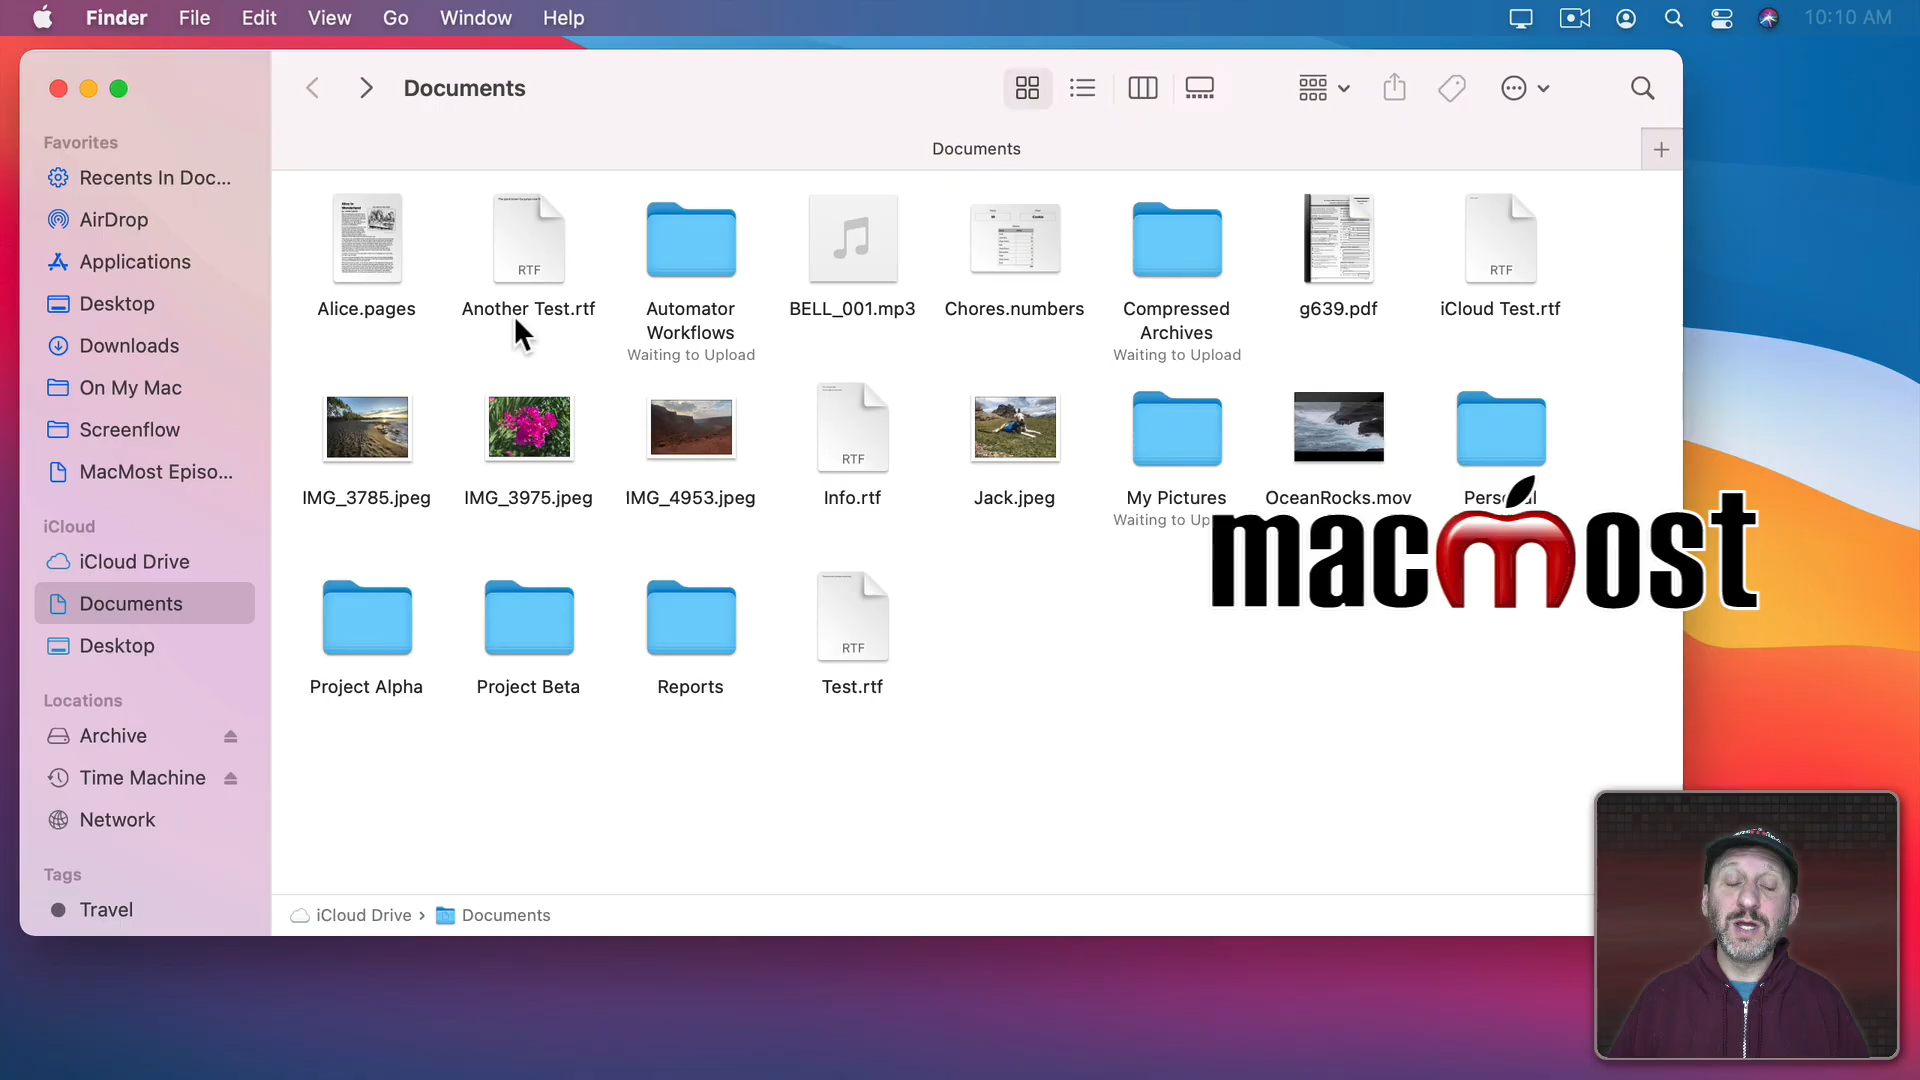 Finder File Edit View Go Window Help 10:10 AM
Documents
Documents
Favorites
Recents In Doc...
AirDrop
Applications
Desktop
Downloads
On My Mac
Screenflow
MacMost Episo...
iCloud
iCloud Drive
Documents
Desktop
Locations
Archive
Time Machine
Network
Tags
Travel
RTF
RTF
Alice.pages
Another Test.rtf
Automator
Workflows
Waiting to Upload
BELL_001.mp3
Chores.numbers
Compressed
Archives
Waiting to Upload
g639.pdf
iCloud Test.rtf
RTF
IMG_3785.jpeg
IMG_3975.jpeg
IMG_4953.jpeg
Info.rtf
Jack.jpeg
My Pictures
Waiting to Up
OceanRocks.mov
macmost
RTF
Project Alpha
Project Beta
Reports
Test.rtf
iCloud Drive › Documents